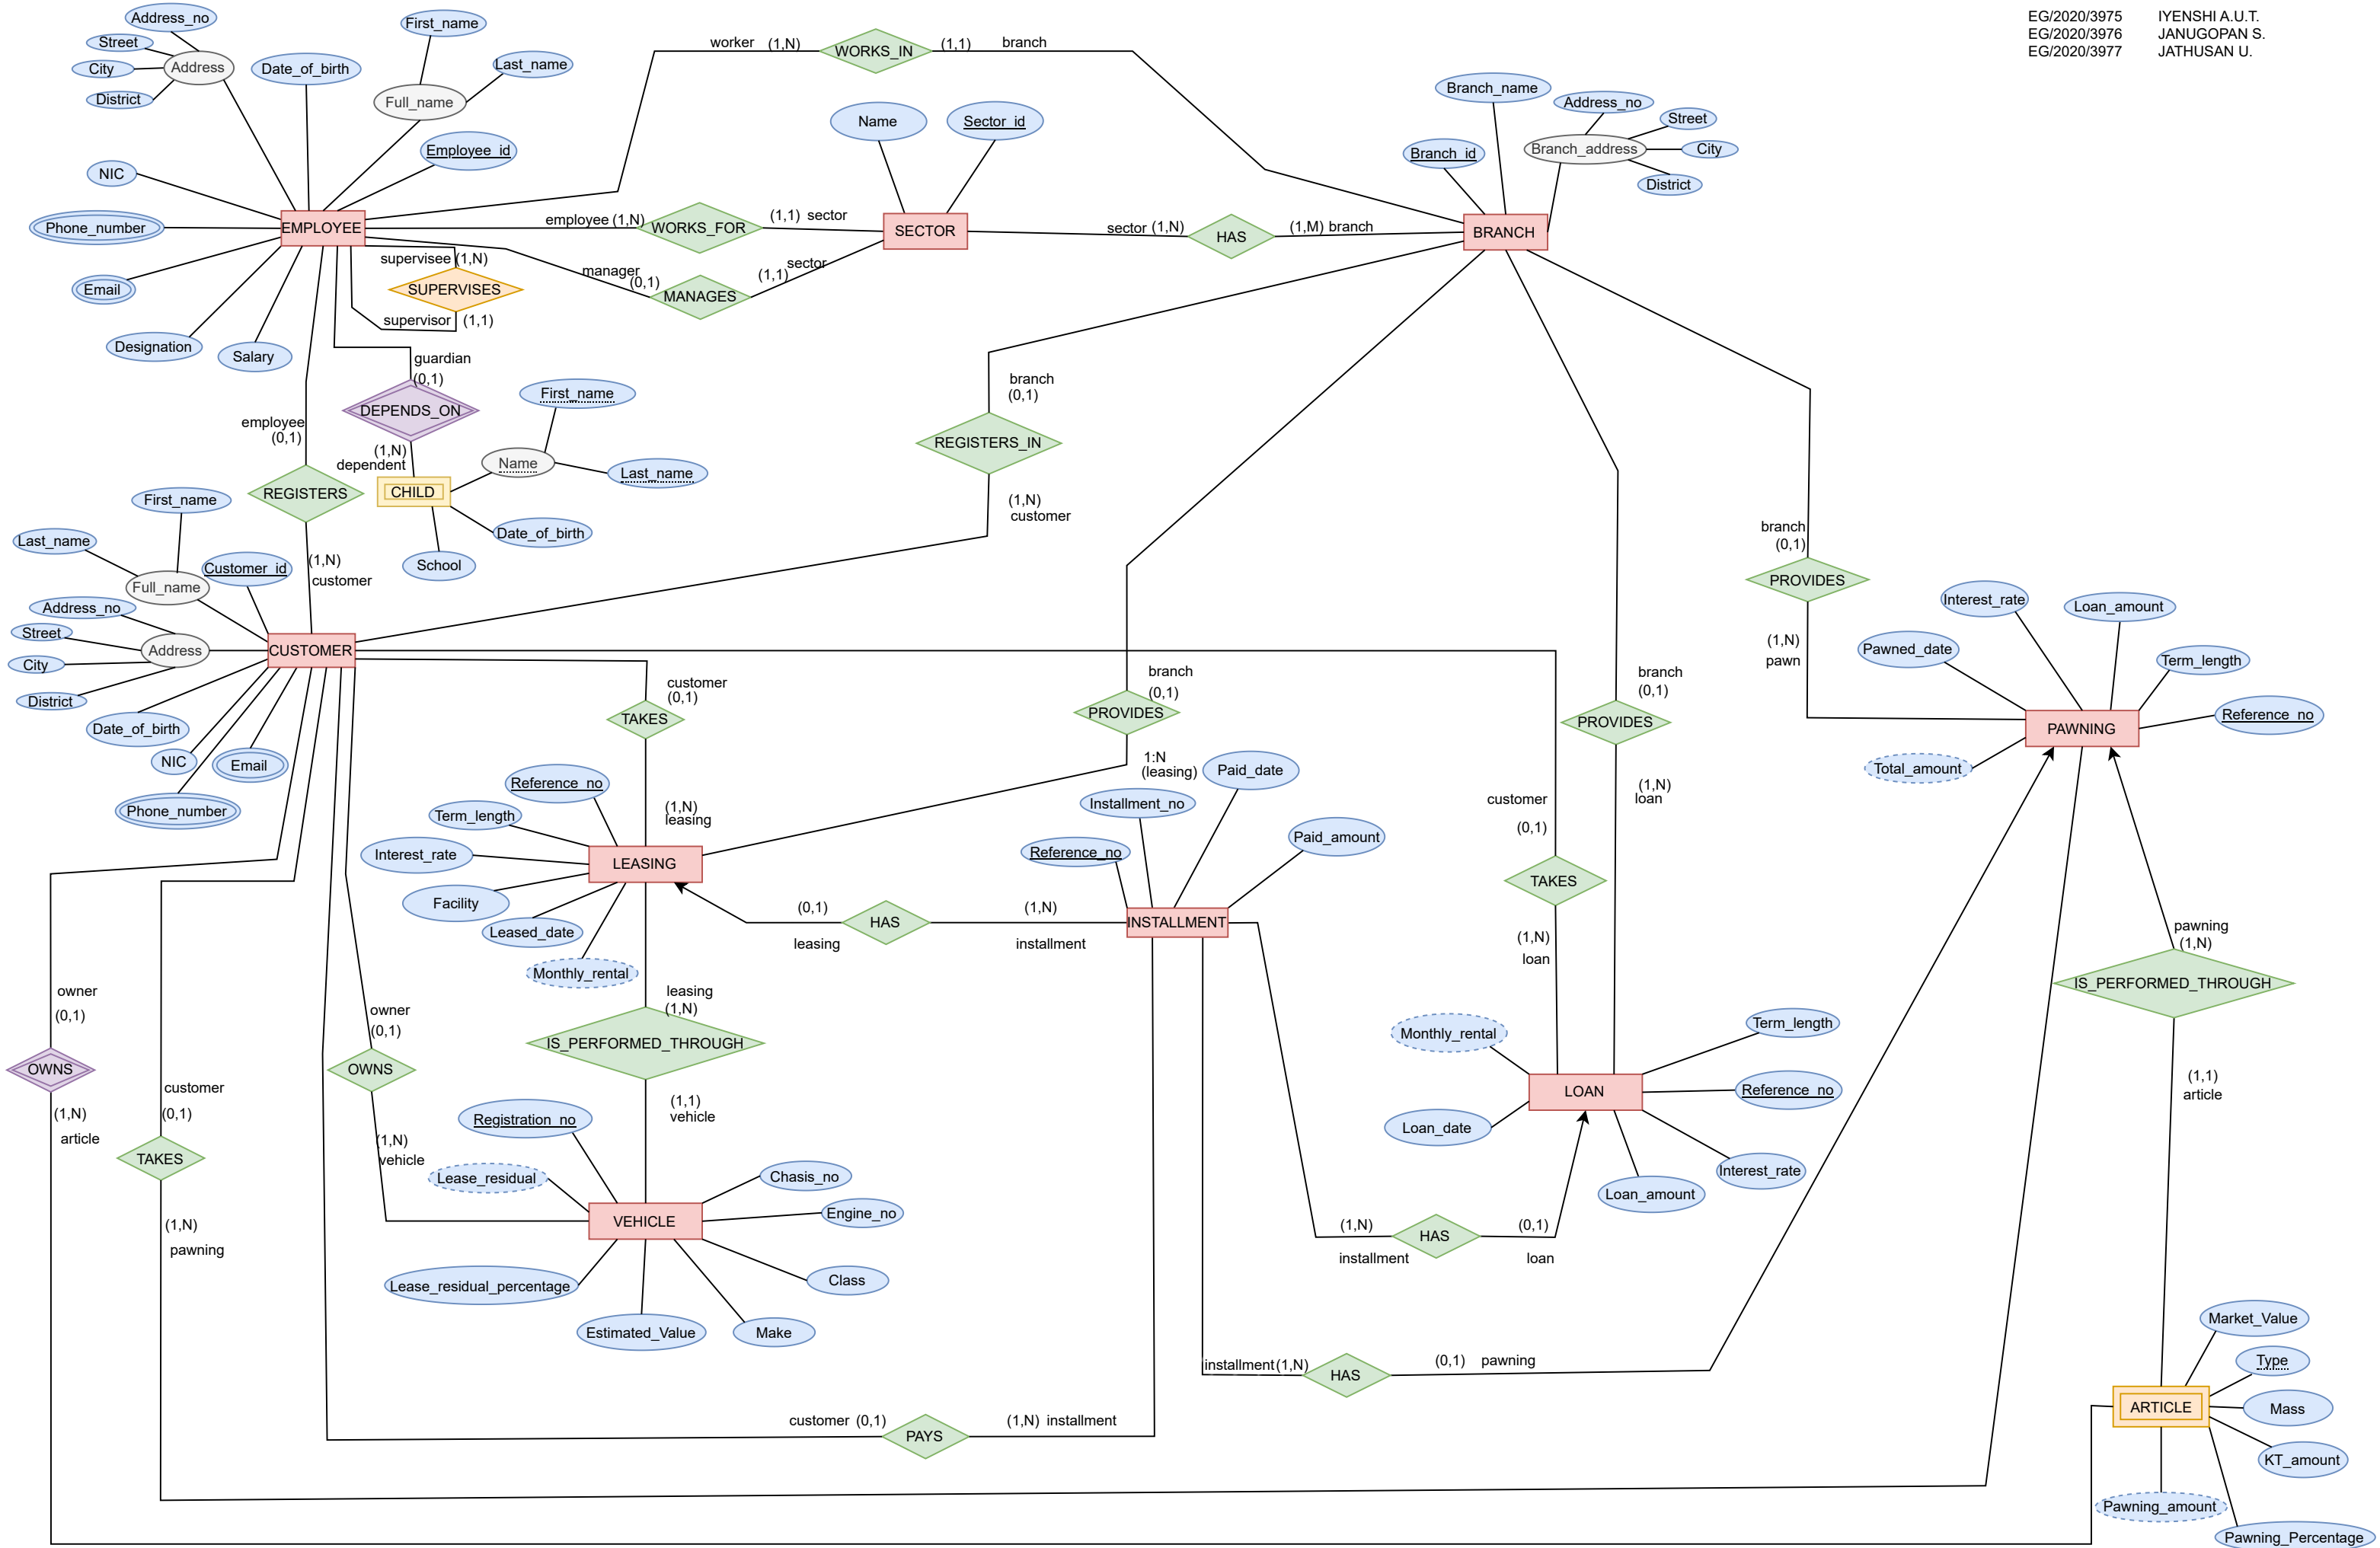 EG/2020/3975 IYENSHI A.U.T.
EG/2020/3976 JANUGOPAN S.
EG/2020/3977 JATHUSAN U.
Address_no
Street
City
District
Address
Date_of_birth
First_name
Last_name
Full_name
Employee_id
NIC
Phone_number
Email
Designation
Salary
EMPLOYEE
worker (1,N)
WORKS_IN
(1,1) branch
employee (1,N)
WORKS_FOR
(1,1) sector
manager
(0,1)
MANAGES
(1,1)
sector
supervisee (1,N)
SUPERVISES
supervisor (1,1)
Name
Sector_id
SECTOR
sector (1,N)
HAS
(1,M) branch
Branch_name
Branch_id
Address_no
Street
City
District
Branch_address
BRANCH
guardian
(0,1)
DEPENDS_ON
(1,N)
dependent
CHILD
First_name
Name
Last_name
Date_of_birth
School
employee
(0,1)
REGISTERS
(1,N)
customer
branch
(0,1)
REGISTERS_IN
(1,N)
customer
First_name
Last_name
Full_name
Customer_id
Address_no
Street
City
District
Address
Date_of_birth
NIC
Email
Phone_number
CUSTOMER
customer
(0,1)
TAKES
(1,N)
leasing
branch
(0,1)
PROVIDES
1:N
(leasing)
branch
(0,1)
PROVIDES
(1,N)
loan
branch
(0,1)
PROVIDES
(1,N)
pawn
Interest_rate
Loan_amount
Pawned_date
Term_length
Reference_no
Total_amount
PAWNING
Reference_no
Term_length
Interest_rate
Facility
Leased_date
Monthly_rental
LEASING
(0,1)
leasing
HAS
(1,N)
installment
Paid_date
Installment_no
Reference_no
Paid_amount
INSTALLMENT
customer
(0,1)
TAKES
(1,N)
loan
pawning
(1,N)
IS_PERFORMED_THROUGH
(1,1)
article
owner
(0,1)
OWNS
(1,N)
article
customer
(0,1)
TAKES
(1,N)
pawning
owner
(0,1)
OWNS
(1,N)
vehicle
leasing
(1,N)
IS_PERFORMED_THROUGH
(1,1)
vehicle
Registration_no
Lease_residual
Chasis_no
Engine_no
Class
Make
Estimated_Value
Lease_residual_percentage
VEHICLE
Monthly_rental
Term_length
Reference_no
Loan_date
Interest_rate
Loan_amount
LOAN
(1,N)
installment
HAS
(0,1)
loan
installment (1,N)
HAS
(0,1) pawning
customer (0,1)
PAYS
(1,N) installment
Market_Value
Type
Mass
KT_amount
Pawning_amount
Pawning_Percentage
ARTICLE